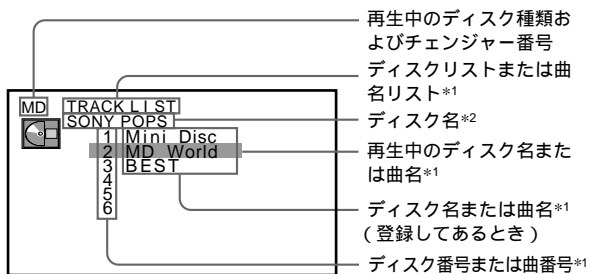 再生中のディスク種類お
よびチェンジャー番号
ディスクリストまたは曲
名リスト*1
ディスク名*2
再生中のディスク名また
は曲名*1
ディスク名または曲名*1
(登録してあるとき)
ディスク番号または曲番号*1
MD
TRACK LIST
SONY POPS
1 Mini Disc
2 MD World
3 BEST
4
5
6